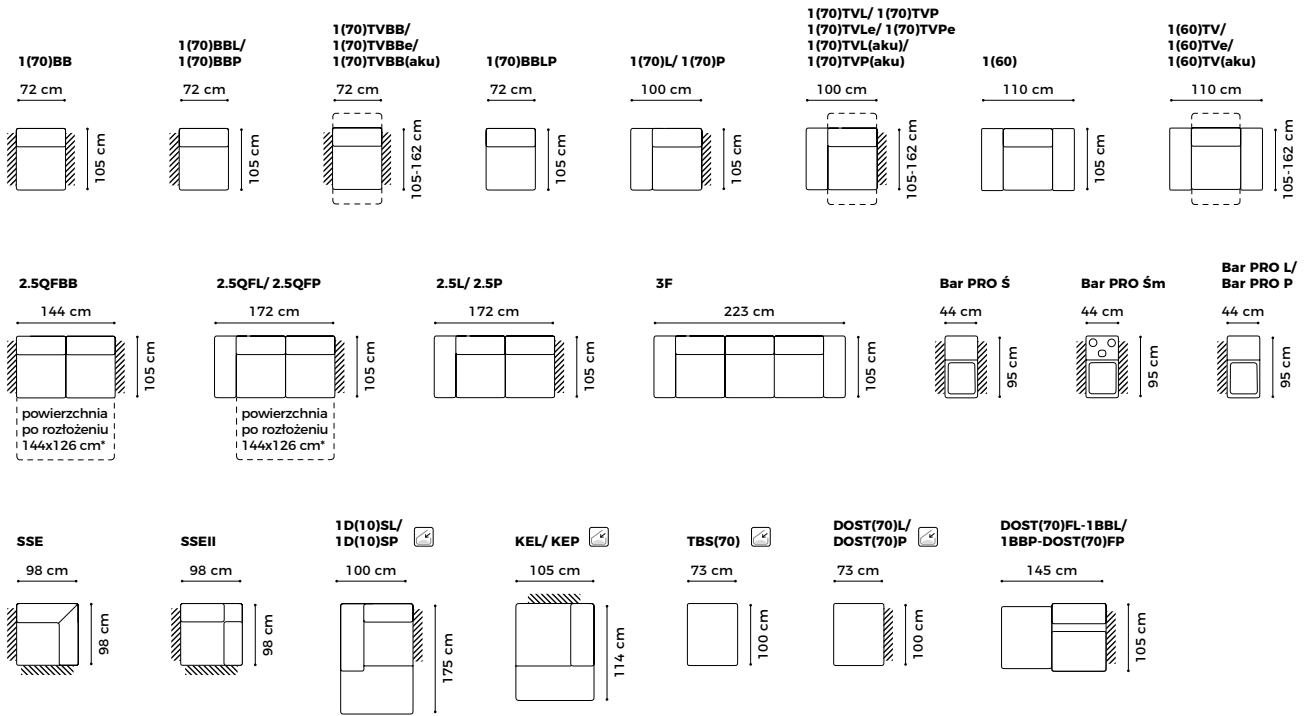 1(70)BB
72 cm
105 cm
1(70)BBL/
1(70)BBP
72 cm
105 cm
1(70)TVBB/
1(70)TVBBe/
1(70)TVBB(aku)
72 cm
105-162 cm
1(70)BBLP
72 cm
105 cm
1(70)L/ 1(70)P
100 cm
105 cm
1(70)TVL/ 1(70)TVP
1(70)TVLe/ 1(70)TVPe
1(70)TVL(aku)/
1(70)TVP(aku)
100 cm
105-162 cm
1(60)
110 cm
105 cm
1(60)TV/
1(60)TVe/
1(60)TV(aku)
110 cm
105-162 cm
2.5QFBB
144 cm
105 cm
powierzchnia
po rozłożeniu
144x126 cm*
2.5QFL/ 2.5QFP
172 cm
105 cm
powierzchnia
po rozłożeniu
144x126 cm*
2.5L/ 2.5P
172 cm
105 cm
3F
223 cm
105 cm
Bar PRO Ś
44 cm
95 cm
Bar PRO Śm
44 cm
95 cm
Bar PRO L/
Bar PRO P
44 cm
95 cm
SSE
98 cm
98 cm
SSEII
98 cm
98 cm
1D(10)SL/
1D(10)SP
100 cm
175 cm
KEL/ KEP
105 cm
114 cm
TBS(70)
73 cm
100 cm
DOST(70)L/
DOST(70)P
73 cm
100 cm
DOST(70)FL-1BBL/
1BBP-DOST(70)FP
145 cm
105 cm